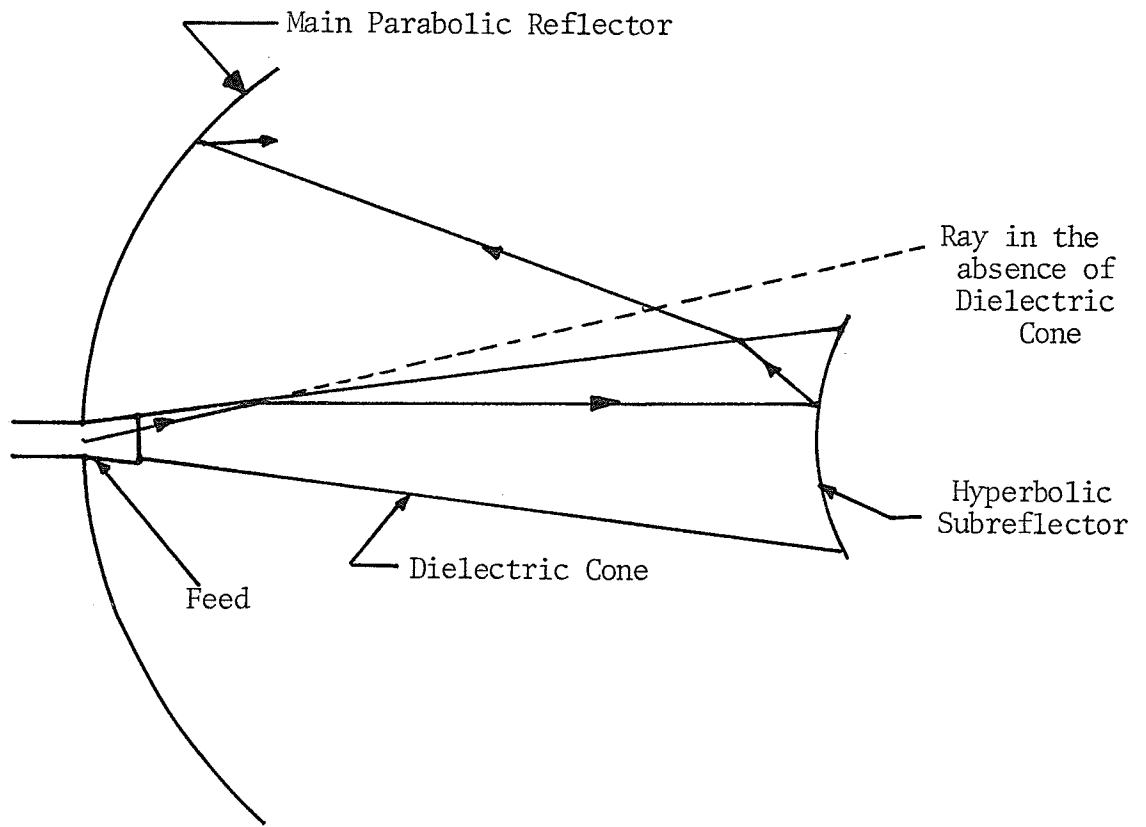 Main Parabolic Reflector
Ray in the
absence of
Dielectric
Cone
Hyperbolic
Subreflector
Dielectric Cone
Feed